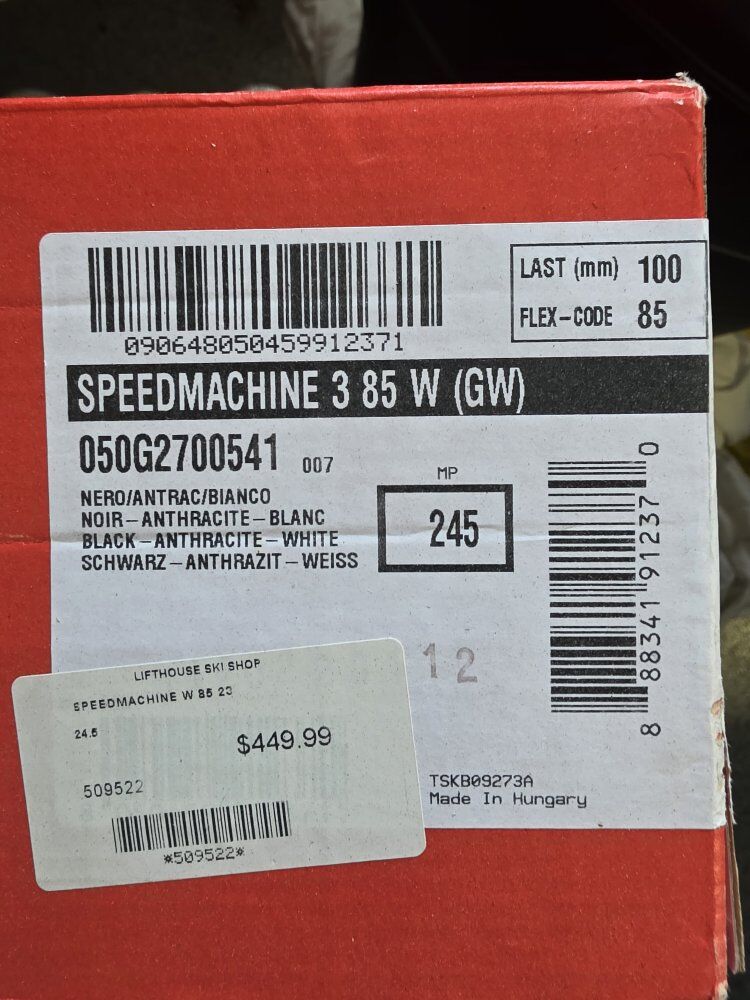 LAST (mm) 100
FLEX-CODE 85
090648050459912371
SPEEDMACHINE 3 85 W (GW)
050G2700541 007
NERO/ANTRAC/BIANCO
NOIR-ANTHRACITE-BLANC
BLACK-ANTHRACITE-WHITE
SCHWARZ-ANTHRAZIT-WEISS
MP
245
8 88341 91237 0
12
LIFTHOUSE SKI SHOP
SPEEDMACHINE W 85 23
24.5
$449.99
509522
*509522*
TSKB09273A
Made In Hungary